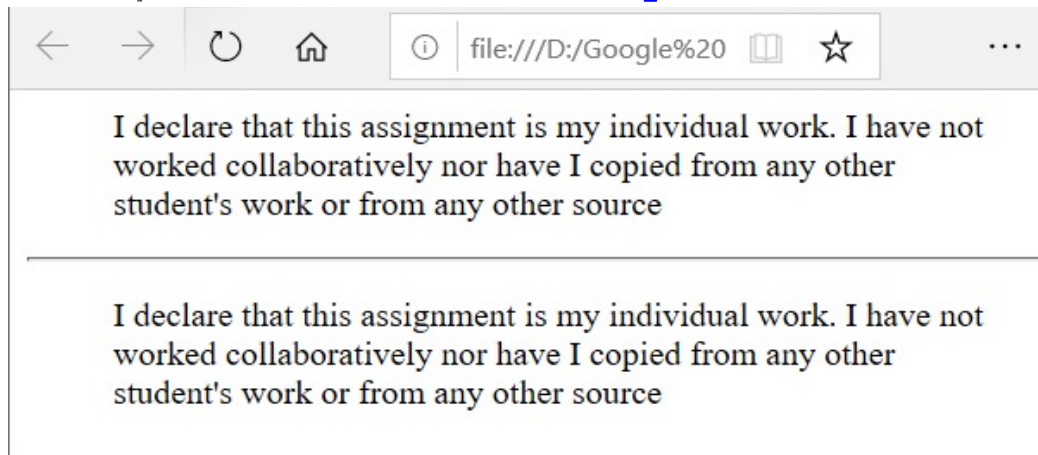 file:///D:/Google%20
I declare that this assignment is my individual work. I have not
worked collaboratively nor have I copied from any other
student's work or from any other source
I declare that this assignment is my individual work. I have not
worked collaboratively nor have I copied from any other
student's work or from any other source